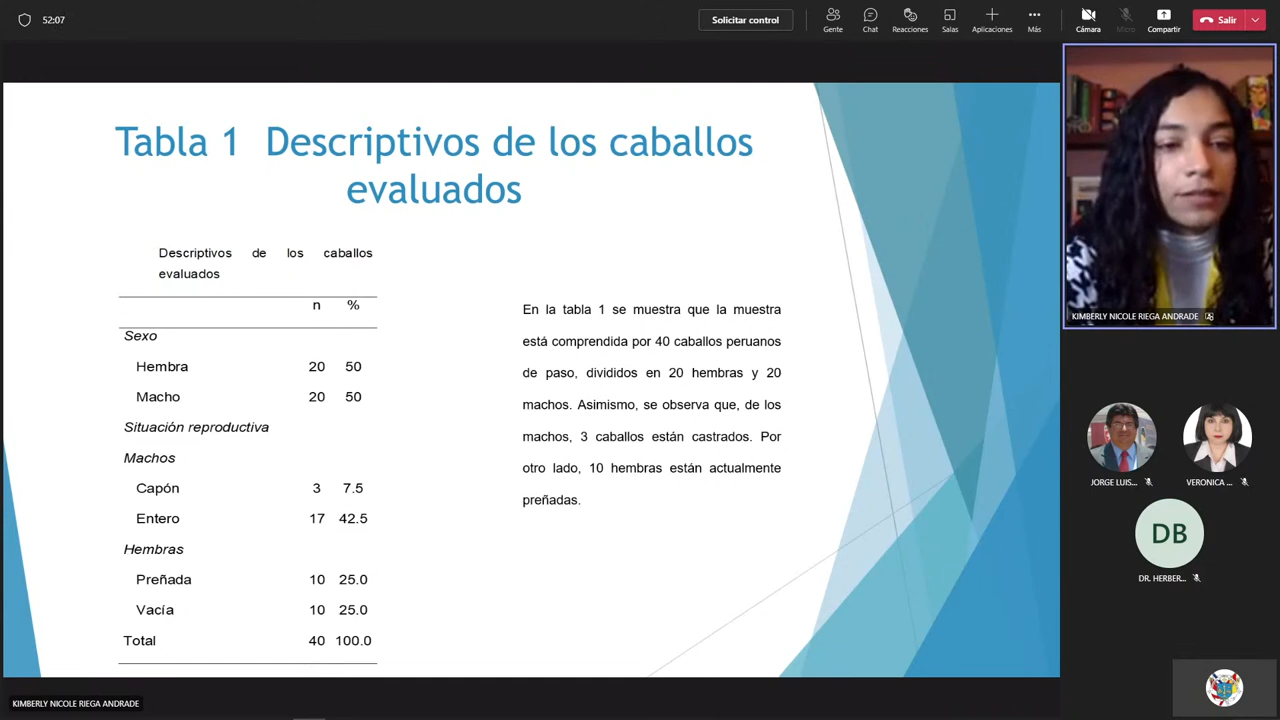 52:07
Solicitar control
Gente
Chat
Reacciones
Salas
Aplicaciones
Más
Cámara
Micro
Compartir
Salir
Tabla 1 Descriptivos de los caballos
evaluados
Descriptivos de los caballos
evaluados
n %
Sexo
Hembra 20 50
Macho 20 50
Situación reproductiva
Machos
Capón 3 7.5
Entero 17 42.5
Hembras
Preñada 10 25.0
Vacía 10 25.0
Total 40 100.0
En la tabla 1 se muestra que la muestra
está comprendida por 40 caballos peruanos
de paso, divididos en 20 hembras y 20
machos. Asimismo, se observa que, de los
machos, 3 caballos están castrados. Por
otro lado, 10 hembras están actualmente
preñadas.
KIMBERLY NICOLE RIEGA ANDRADE
JORGE LUIS...
VERONICA ...
DB
DR. HERBER...
KIMBERLY NICOLE RIEGA ANDRADE